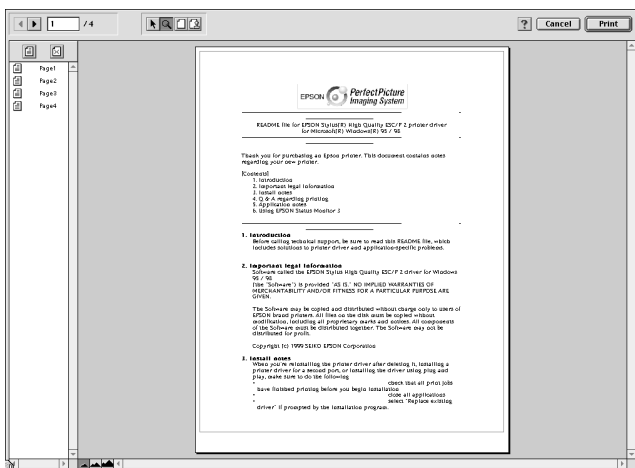 1 / 4
? Cancel Print
Page1
Page2
Page3
Page4
EPSON PerfectPicture
Imaging System
README file for EPSON Stylus(R) High Quality ESC/P 2 printer driver
for Microsoft(R) Windows(R) 95 / 98
Thank you for purchasing an Epson printer. This document contains notes
regarding your new printer.
[Contents]
1. Introduction
2. Important legal information
3. Install notes
4. Q & A regarding printing
5. Application notes
6. Using EPSON Status Monitor 3
1. Introduction
Before calling technical support, be sure to read this README file, which
includes solutions to printer driver and application-specific problems.
2. Important legal information
Software called the EPSON Stylus High Quality ESC/P 2 driver for Windows
95 / 98
(the "Software") is provided "AS IS." NO IMPLIED WARRANTIES OF
MERCHANTABILITY AND/OR FITNESS FOR A PARTICULAR PURPOSE ARE
GIVEN.
The Software may be copied and distributed without charge only to users of
EPSON brand printers. All files on the disk must be copied without
modification, including all proprietary marks and notices. All components
of the Software must be distributed together. The Software may not be
distributed for profit.
Copyright (c) 1999 SEIKO EPSON Corporation
3. Install notes
When you're reinstalling the printer driver after deleting it, installing a
printer driver for a second port, or installing the driver using plug and
play, make sure to do the following
* check that all print jobs
have finished printing before you begin installation
* close all applications
* select "Replace existing
driver" if prompted by the installation program.